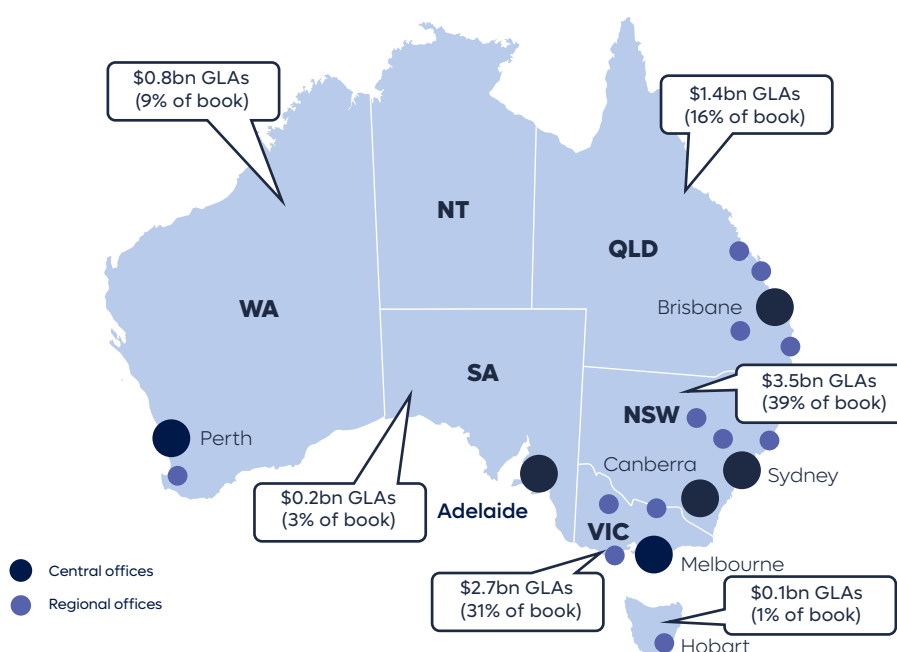 $0.8bn GLAs
(9% of book)
$1.4bn GLAs
(16% of book)
NT
QLD
WA
Brisbane
SA
$3.5bn GLAs
(39% of book)
NSW
Perth
Canberra
Sydney
$0.2bn GLAs
(3% of book)
Adelaide
VIC
Central offices
Melbourne
$2.7bn GLAs
(31% of book)
$0.1bn GLAs
(1% of book)
Regional offices
Hobart